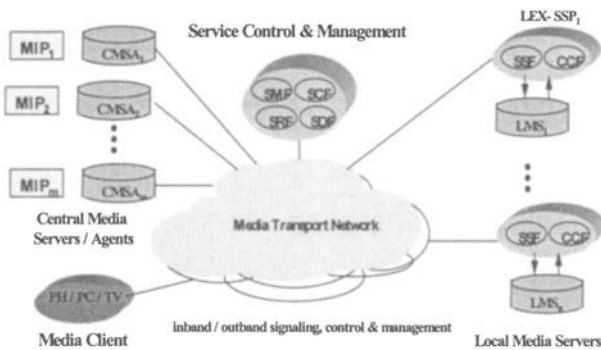 Service Control & Management
LEX- SSP1
MIP1
CMSA1
SSF
CCF
SMF
SCF
SRF
SDF
MIP2
CMSA2
LMS1
MIPm
CMSAm
Central Media
Servers / Agents
Media Transport Network
SSF
CCF
PH / PC / TV
LMSn
Media Client
inband / outband signaling, control & management
Local Media Servers